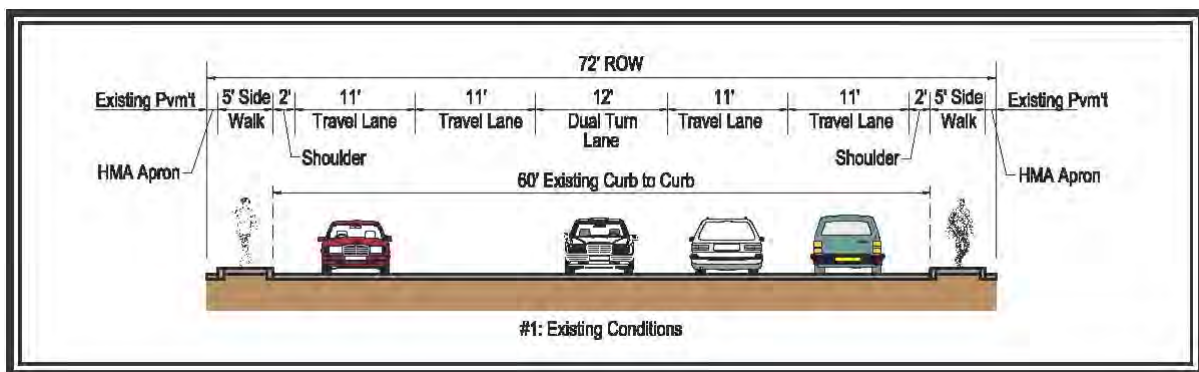 72' ROW
Existing Pvm't 5' Side 2' 11' 11' 12' 11' 11' 2' 5' Side Existing Pvm't
Walk Travel Lane Travel Lane Dual Turn Travel Lane Travel Lane Walk
Lane
HMA Apron Shoulder Shoulder HMA Apron
60' Existing Curb to Curb
#1: Existing Conditions